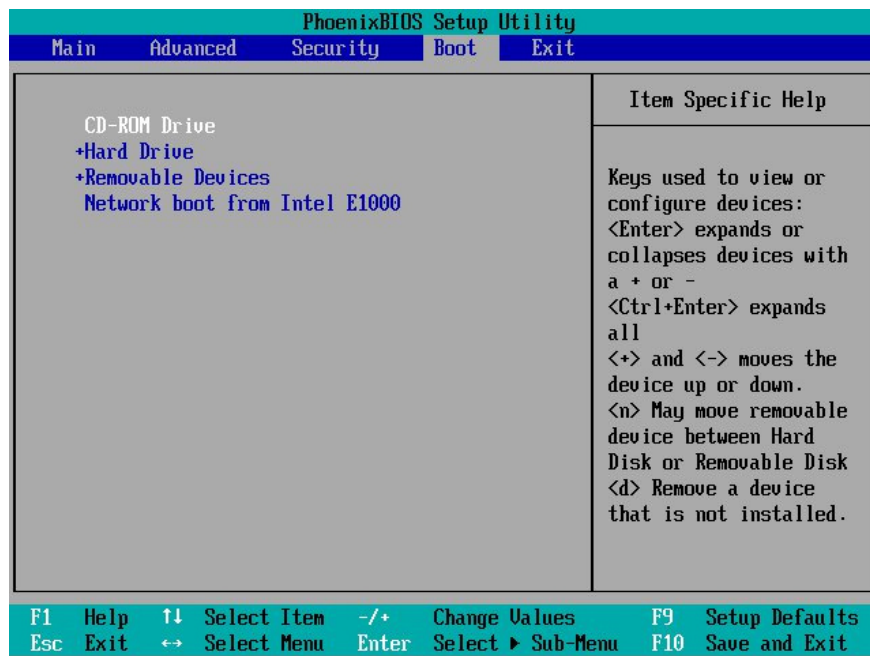 PhoenixBIOS Setup Utility
Main Advanced Security Boot Exit
CD-ROM Drive
+Hard Drive
+Removable Devices
Network boot from Intel E1000
Item Specific Help
Keys used to view or
configure devices:
<Enter> expands or
collapses devices with
a + or -
<Ctrl+Enter> expands
all
<+> and <-> moves the
device up or down.
<n> May move removable
device between Hard
Disk or Removable Disk
<d> Remove a device
that is not installed.
F1 Help ↑↓ Select Item -/+ Change Values F9 Setup Defaults
Esc Exit ↔ Select Menu Enter Select ▶ Sub-Menu F10 Save and Exit